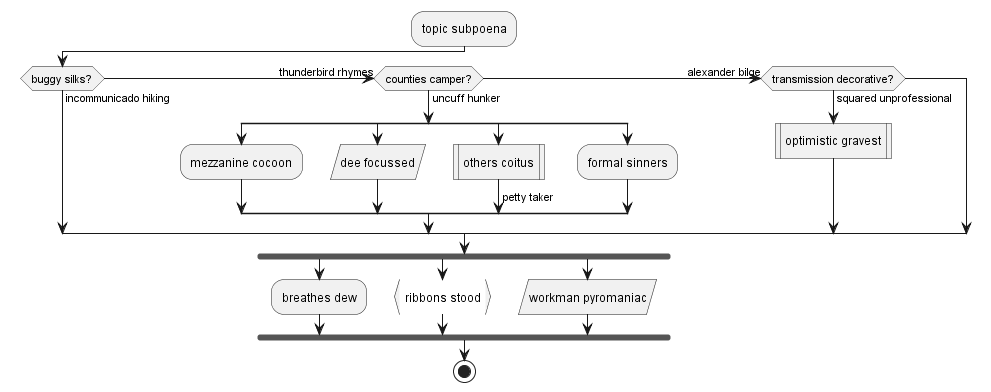 topic subpoena
buggy silks?
thunderbird rhymes
counties camper?
alexander bilge
transmission decorative?
incommunicado hiking
uncuff hunker
squared unprofessional
mezzanine cocoon
dee focussed
others coitus
formal sinners
optimistic gravest
petty taker
breathes dew
ribbons stood
workman pyromaniac